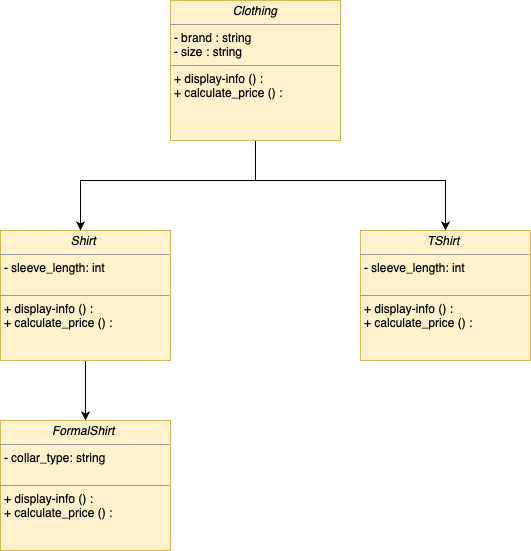 Clothing
- brand : string
- size : string
+ display-info () :
+ calculate_price () :
Shirt
- sleeve_length: int
+ display-info () :
+ calculate_price () :
TShirt
- sleeve_length: int
+ display-info () :
+ calculate_price () :
FormalShirt
- collar_type: string
+ display-info () :
+ calculate_price () :